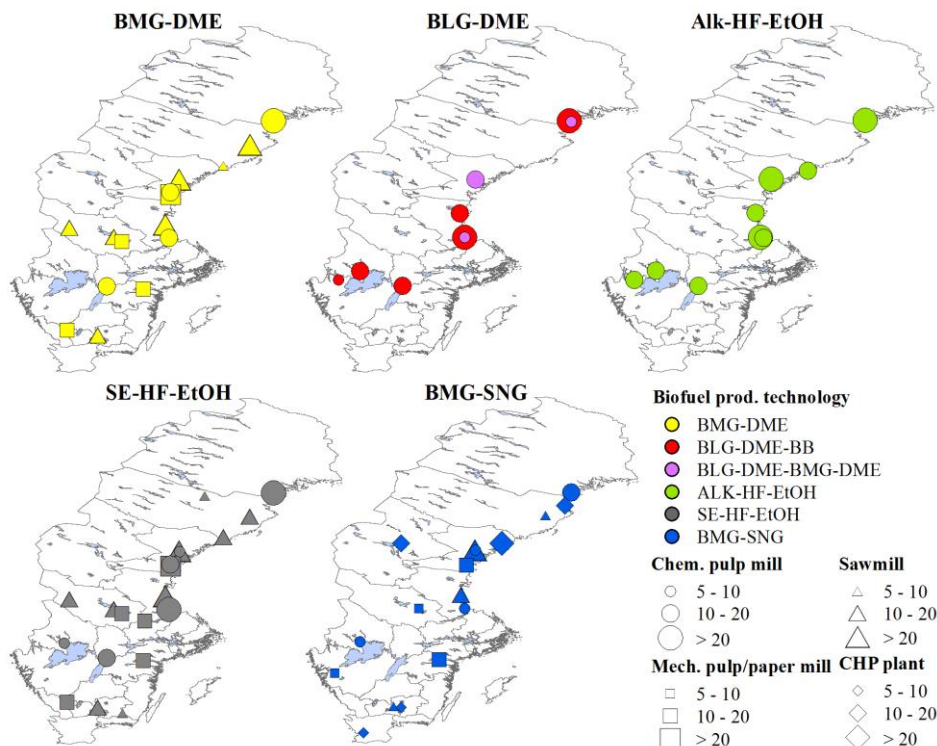 BMG-DME
BLG-DME
Alk-HF-EtOH
SE-HF-EtOH
BMG-SNG
Biofuel prod. technology
BMG-DME
BLG-DME-BB
BLG-DME-BMG-DME
ALK-HF-EtOH
SE-HF-EtOH
BMG-SNG
Chem. pulp mill
5 - 10
10 - 20
> 20
Sawmill
5 - 10
10 - 20
> 20
Mech. pulp/paper mill
5 - 10
10 - 20
> 20
CHP plant
5 - 10
10 - 20
> 20